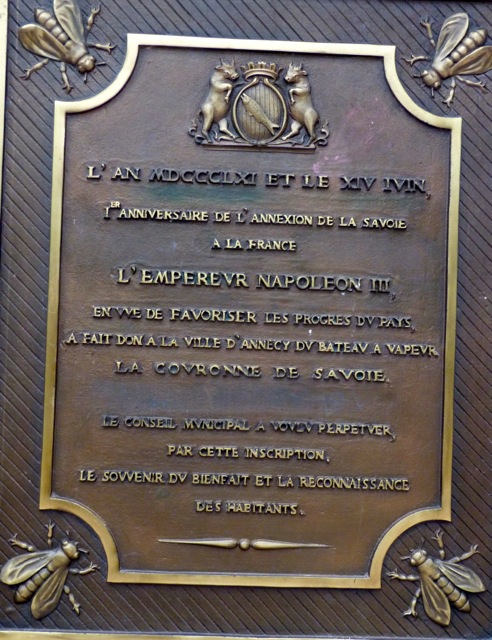 L'AN MDCCCLXI ET LE XIV IVIN,
1ER ANNIVERSAIRE DE L'ANNEXION DE LA SAVOIE
A LA FRANCE
L'EMPEREVR NAPOLEON III,
EN VVE DE FAVORISER LES PROGRES DV PAYS,
A FAIT DON A LA VILLE D'ANNECY DV BATEAV A VAPEVR
LA COVRONNE DE SAVOIE.
LE CONSEIL MVNICIPAL A VOVLV PERPETVER,
PAR CETTE INSCRIPTION,
LE SOVVENIR DV BIENFAIT ET LA RECONNAISSANCE
DES HABITANTS.